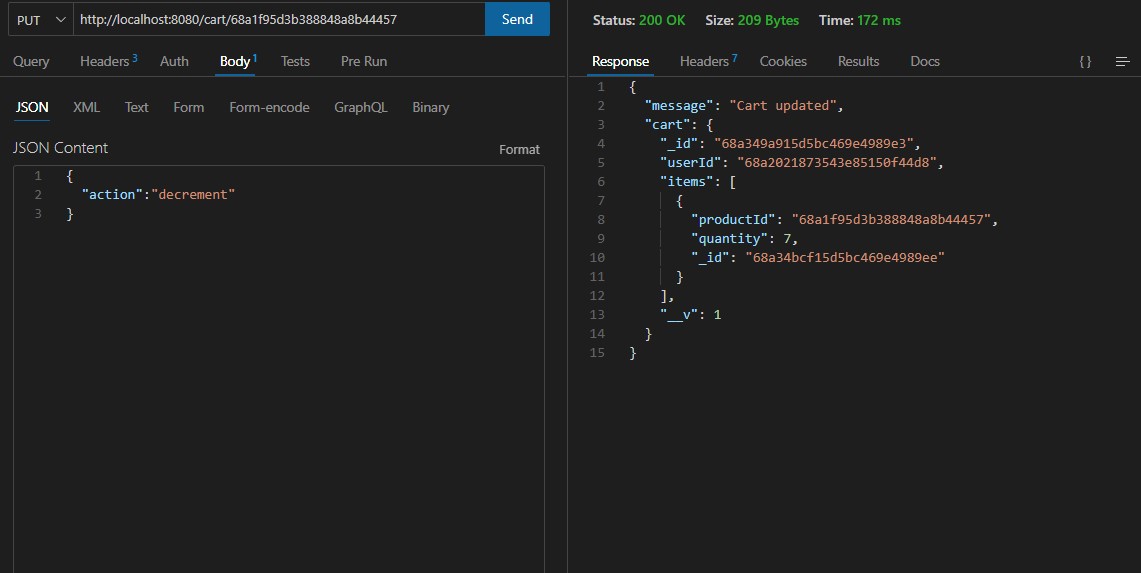 PUT http://localhost:8080/cart/68a1f95d3b388848a8b44457 Send
Query Headers 3 Auth Body 1 Tests Pre Run
JSON XML Text Form Form-encode GraphQL Binary
JSON Content Format
1 {
2 "action":"decrement"
3 }
Status: 200 OK Size: 209 Bytes Time: 172 ms
Response Headers 7 Cookies Results Docs {}
1 {
2 "message": "Cart updated",
3 "cart": {
4 "_id": "68a349a915d5bc469e4989e3",
5 "userId": "68a2021873543e85150f44d8",
6 "items": [
7 {
8 "productId": "68a1f95d3b388848a8b44457",
9 "quantity": 7,
10 "_id": "68a34bcf15d5bc469e4989ee"
11 }
12 ],
13 "__v": 1
14 }
15 }